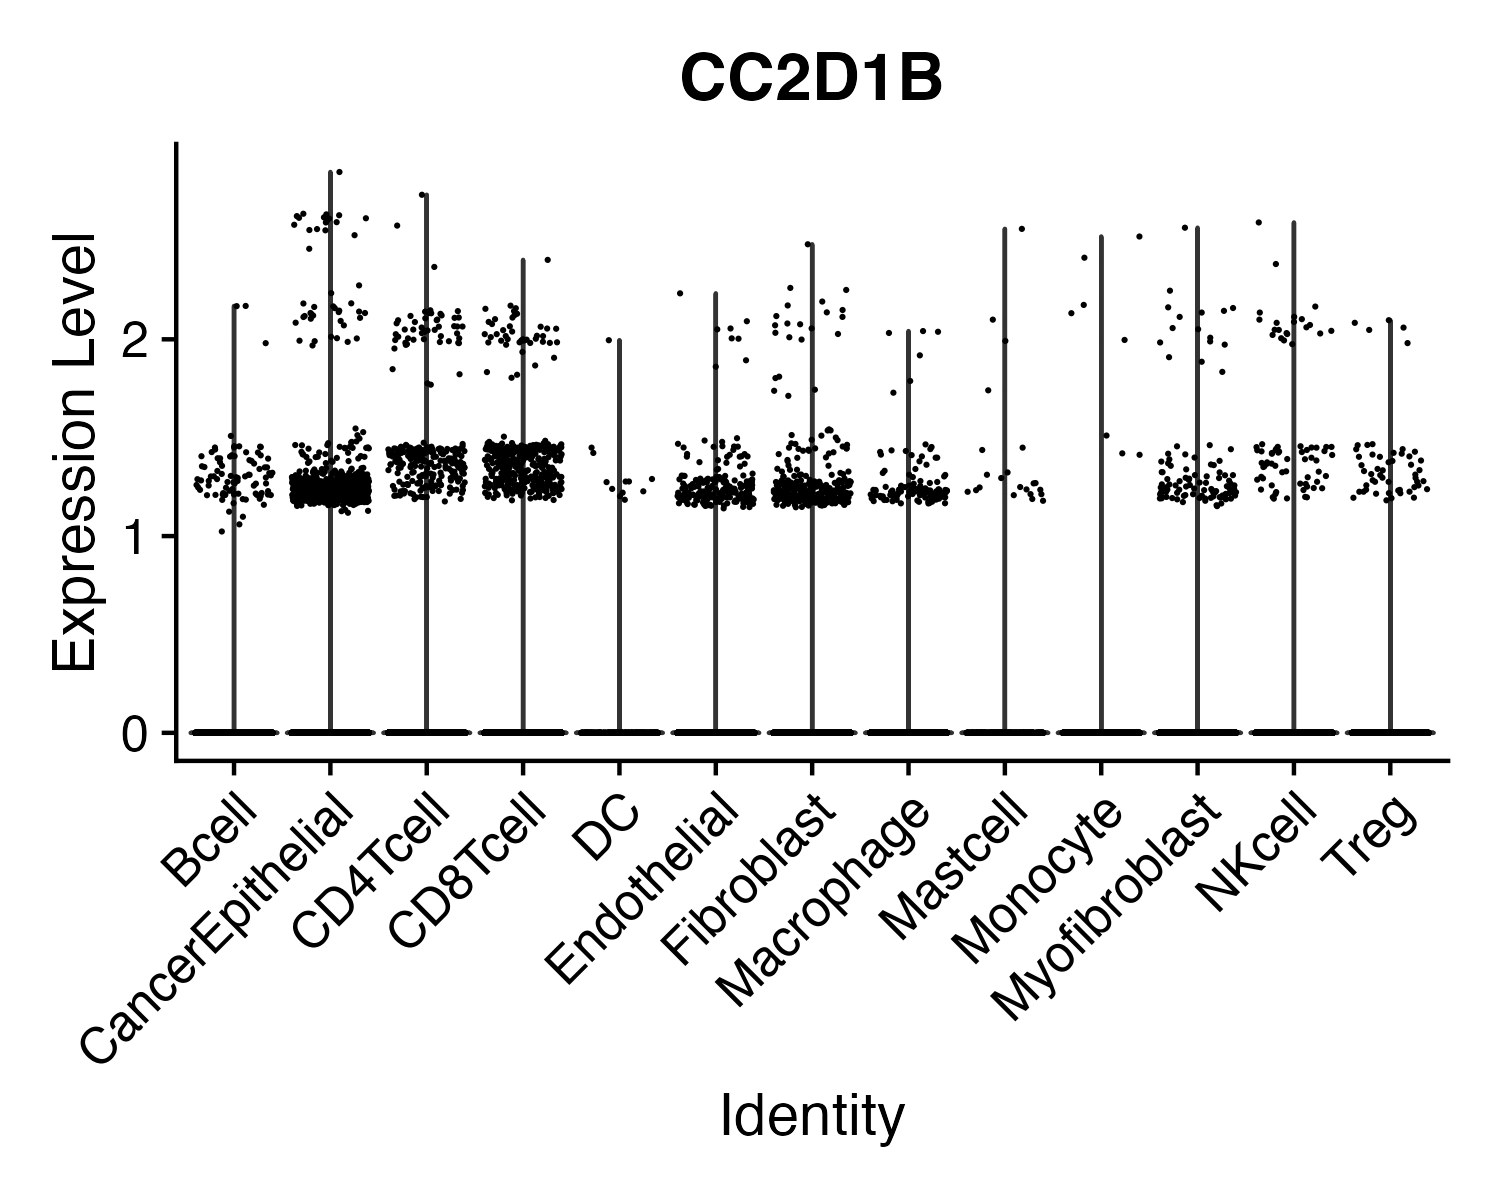 CC2D1B
Expression Level
2
1
0
Bcell
CancerEpithelial
CD4Tcell
CD8Tcell
DC
Endothelial
Fibroblast
Macrophage
Mastcell
Monocyte
Myofibroblast
NKcell
Treg
Identity